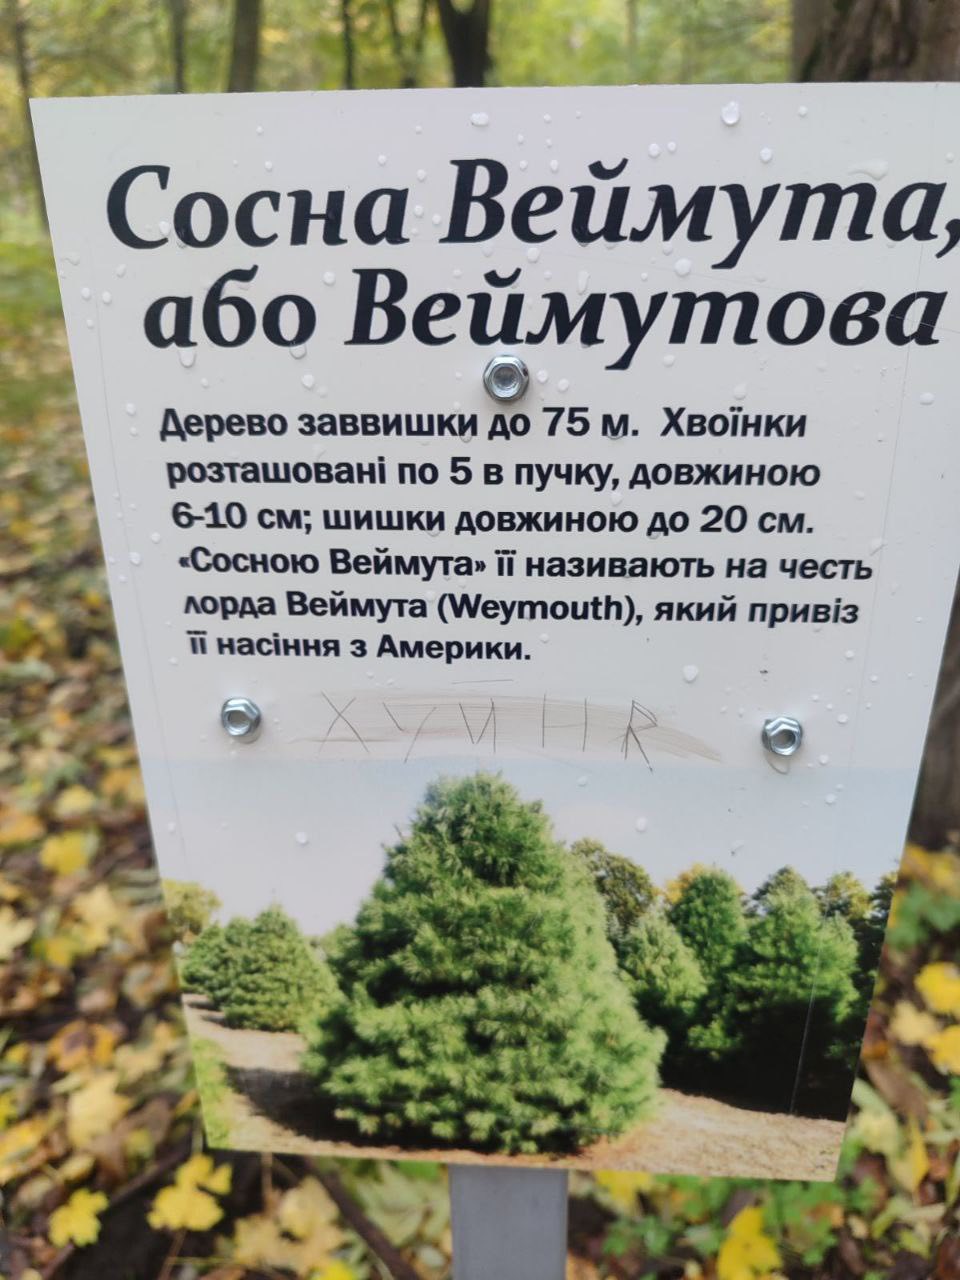 Сосна Веймута,
або Веймутова
Дерево заввишки до 75 м. Хвоїнки
розташовані по 5 в пучку, довжиною
6-10 см; шишки довжиною до 20 см.
«Сосною Веймута» її називають на честь
лорда Веймута (Weymouth), який привіз
її насіння з Америки.